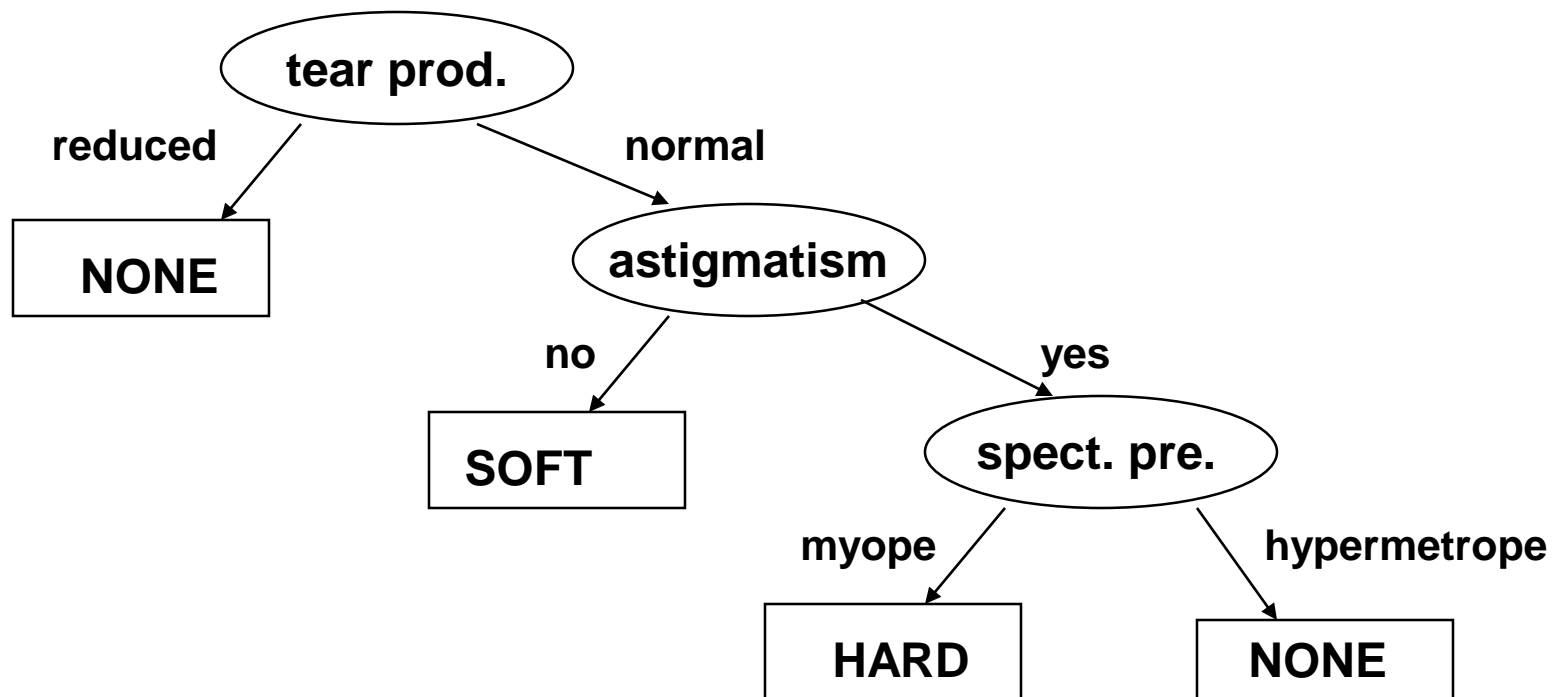 tear prod.
reduced
normal
NONE
astigmatism
no
yes
SOFT
spect. pre.
myope
hypermetrope
HARD
NONE